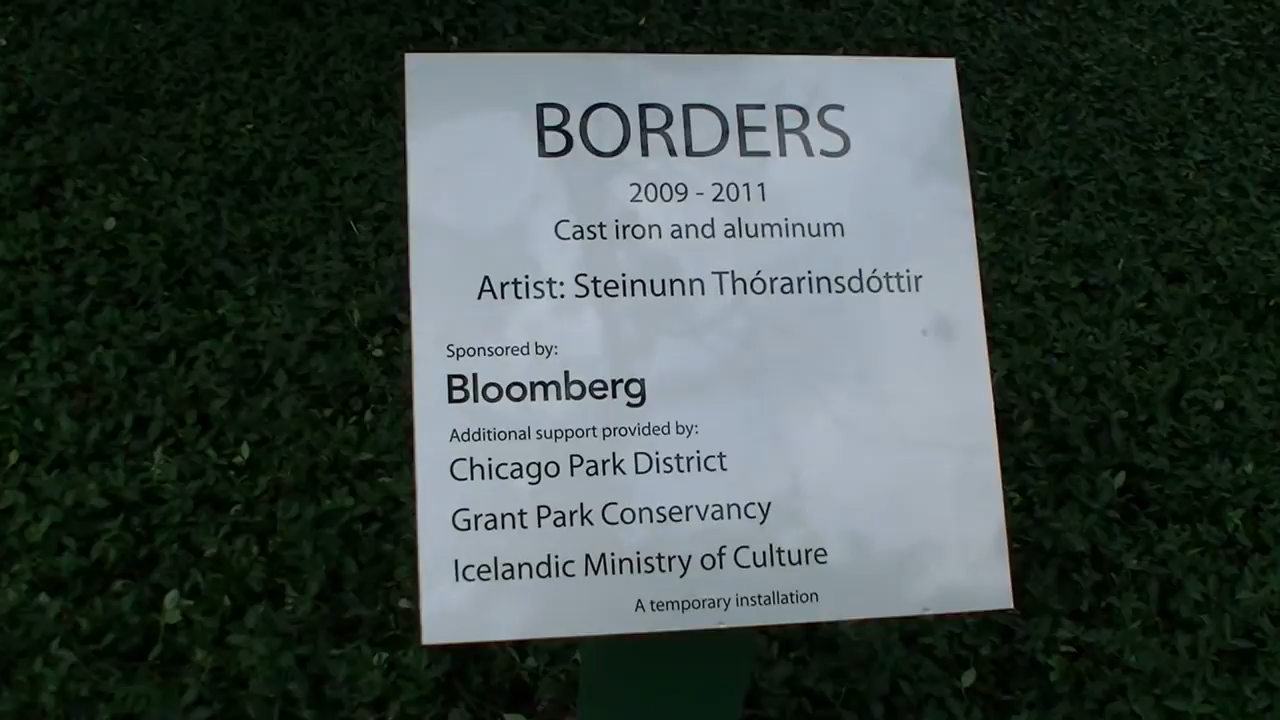 BORDERS
2009 - 2011
Cast iron and aluminum
Artist: Steinunn Thórarinsdóttir
Sponsored by:
Bloomberg
Additional support provided by:
Chicago Park District
Grant Park Conservancy
Icelandic Ministry of Culture
A temporary installation